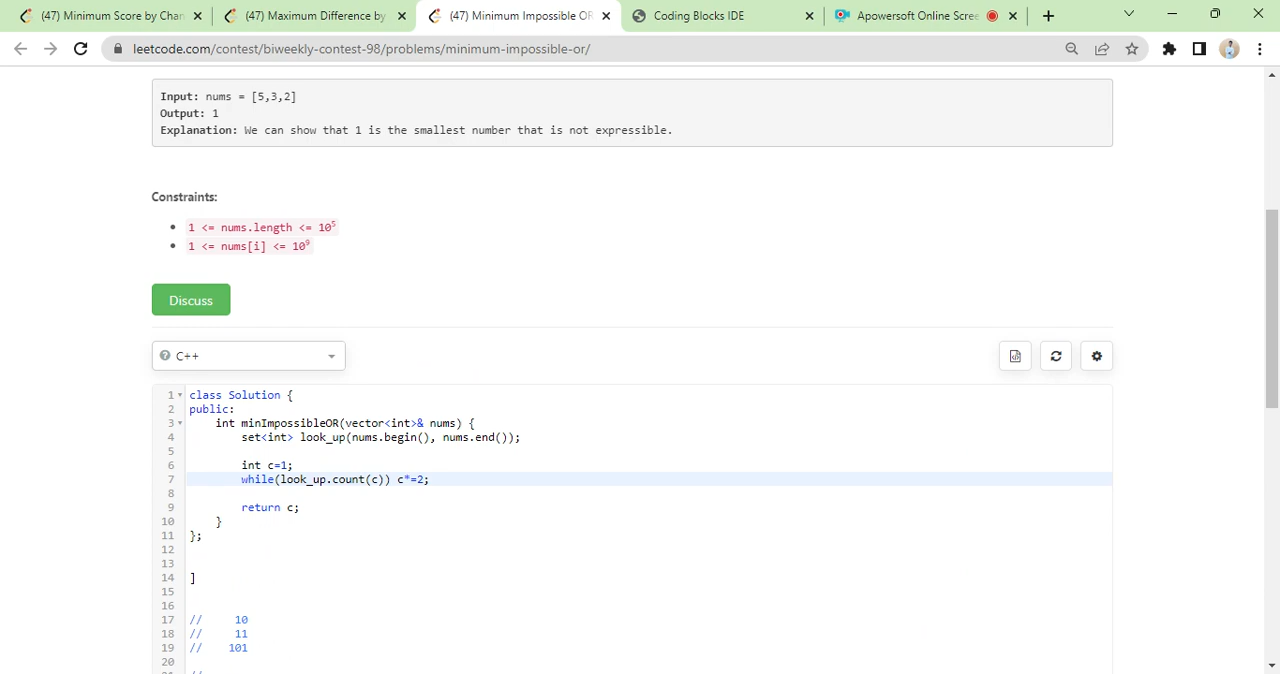 (47) Minimum Score by Chan
(47) Maximum Difference by
(47) Minimum Impossible OR
Coding Blocks IDE
Apowersoft Online Scree
leetcode.com/contest/biweekly-contest-98/problems/minimum-impossible-or/
Input: nums = [5,3,2]
Output: 1
Explanation: We can show that 1 is the smallest number that is not expressible.
Constraints:
1 <= nums.length <= 10⁵
1 <= nums[i] <= 10⁹
Discuss
C++
1 class Solution {
2 public:
3 int minImpossibleOR(vector<int>& nums) {
4 set<int> look_up(nums.begin(), nums.end());
5
6 int c=1;
7 while(look_up.count(c)) c*=2;
8
9 return c;
10 }
11 };
12
13
14 ]
15
16
17 // 10
18 // 11
19 // 101
20